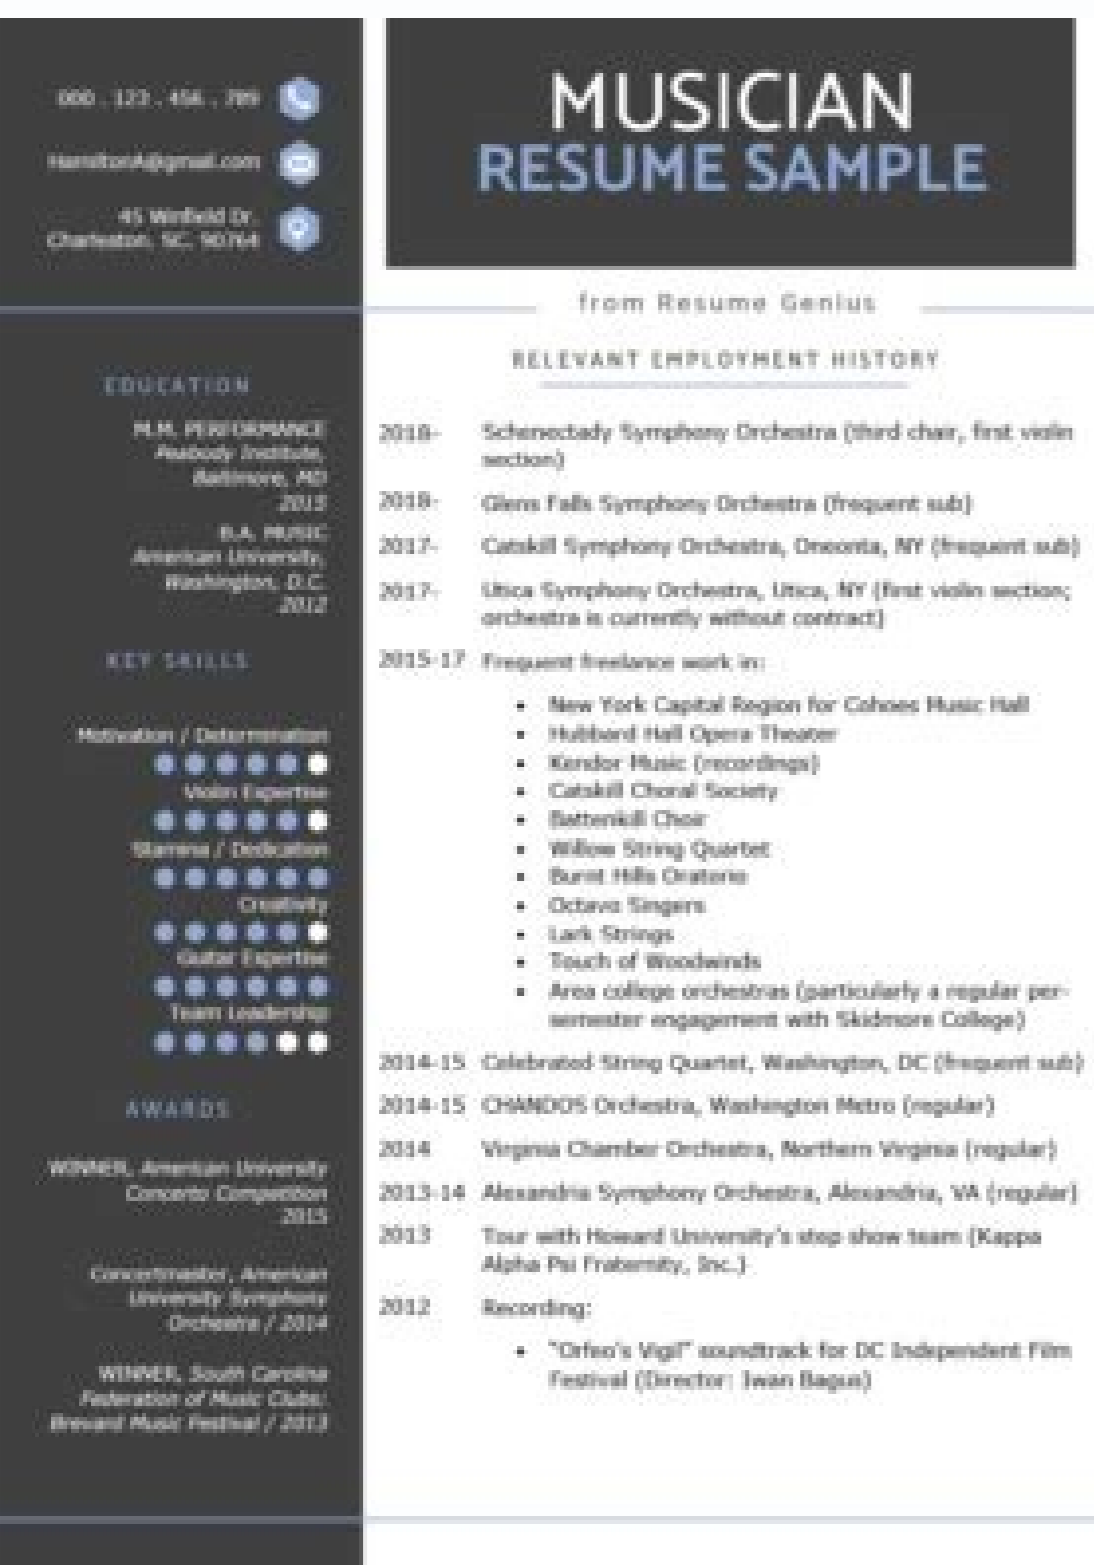 000 . 123 . 456 . 789
HamiltonA@gmail.com
45 Winfield Dr.
Charleston, SC. 90764
MUSICIAN
RESUME SAMPLE
from Resume Genius
EDUCATION
M.M. PERFORMANCE
Peabody Institute,
Baltimore, MD
2015
B.A. MUSIC
American University,
Washington, D.C.
2012
KEY SKILLS
Motivation / Determination
Violin Expertise
Stamina / Dedication
Creativity
Guitar Expertise
Team Leadership
AWARDS
WINNER, American University
Concerto Competition
2015
Concertmaster, American
University Symphony
Orchestra / 2014
WINNER, South Carolina
Federation of Music Clubs;
Brevard Music Festival / 2013
RELEVANT EMPLOYMENT HISTORY
2018- Schenectady Symphony Orchestra (third chair, first violin
section)
2018- Glens Falls Symphony Orchestra (frequent sub)
2017- Catskill Symphony Orchestra, Oneonta, NY (frequent sub)
2017- Utica Symphony Orchestra, Utica, NY (first violin section;
orchestra is currently without contract)
2015-17 Frequent freelance work in:
• New York Capital Region for Cohoes Music Hall
• Hubbard Hall Opera Theater
• Kendor Music (recordings)
• Catskill Choral Society
• Battenkill Choir
• Willow String Quartet
• Burnt Hills Oratorio
• Octavo Singers
• Lark Strings
• Touch of Woodwinds
• Area college orchestras (particularly a regular per-
semester engagement with Skidmore College)
2014-15 Celebrated String Quartet, Washington, DC (frequent sub)
2014-15 CHANDOS Orchestra, Washington Metro (regular)
2014 Virginia Chamber Orchestra, Northern Virginia (regular)
2013-14 Alexandria Symphony Orchestra, Alexandria, VA (regular)
2013 Tour with Howard University's step show team (Kappa
Alpha Psi Fraternity, Inc.)
2012 Recording:
• "Orfeo's Vigil" soundtrack for DC Independent Film
Festival (Director: Iwan Bagus)